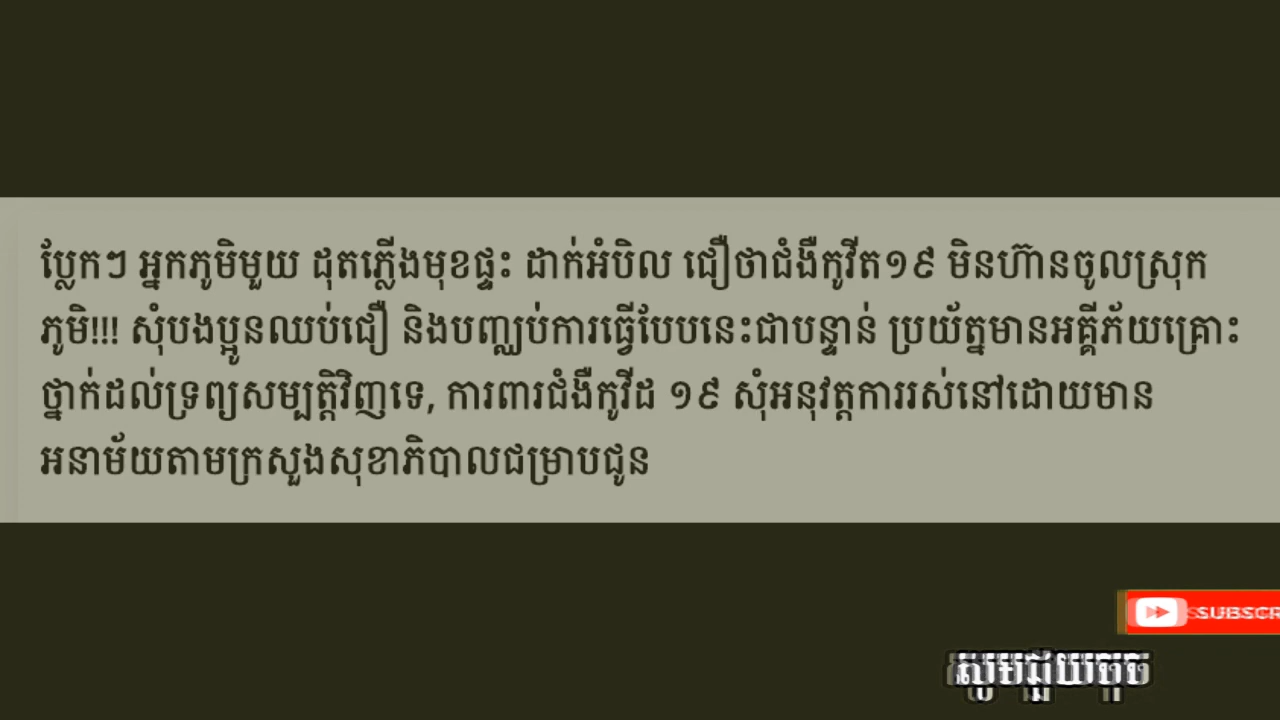 ប្លែកៗ អ្នកភូមិមួយ ដុតភ្លើងមុខផ្ទះ ដាក់អំបិល ជឿថាជំងឺកូវីត១៩ មិនហ៊ានចូលស្រុក
ភូមិ!!! សុំបងប្អូនឈប់ជឿ និងបញ្ឈប់ការធ្វើបែបនេះជាបន្ទាន់ ប្រយ័ត្នមានអគ្គីភ័យគ្រោះ
ថ្នាក់ដល់ទ្រព្យសម្បត្តិវិញទេ, ការពារជំងឺកូវីដ ១៩ សុំអនុវត្តការរស់នៅដោយមាន
អនាម័យតាមក្រសួងសុខាភិបាលជម្រាបជូន
SUBSCR
សូមជួយចុច